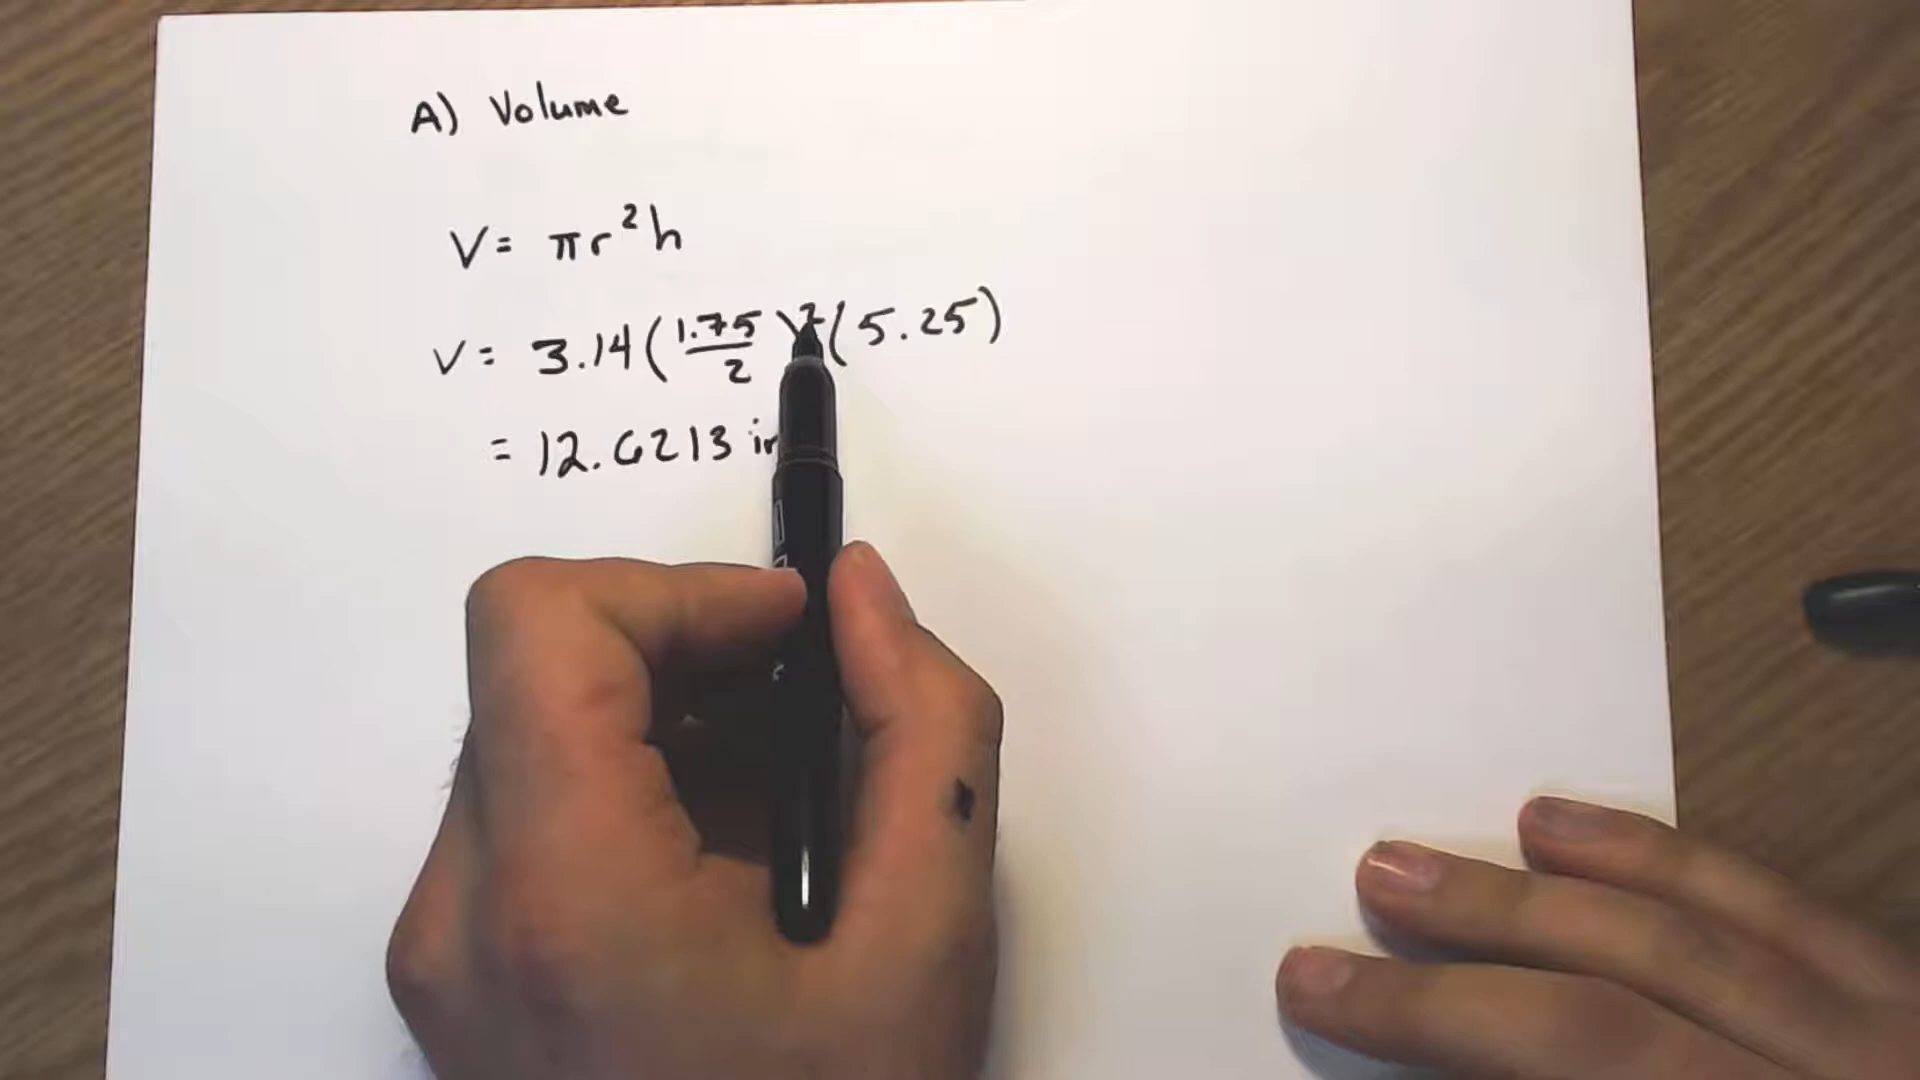 A) Volume
V = πr²h
V = 3.14 (1.75/2)² (5.25)
= 12.6213 in